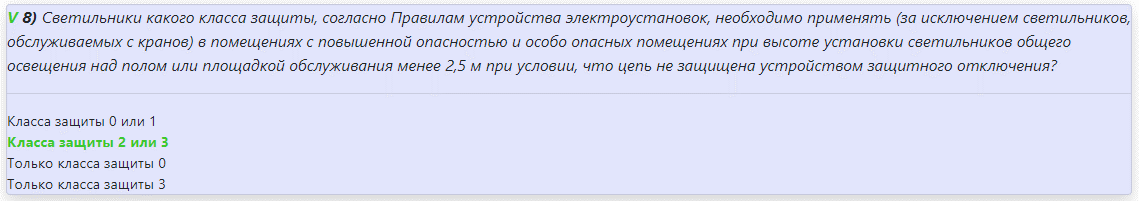 V 8) Светильники какого класса защиты, согласно Правилам устройства электроустановок, необходимо применять (за исключением светильников,
обслуживаемых с кранов) в помещениях с повышенной опасностью и особо опасных помещениях при высоте установки светильников общего
освещения над полом или площадкой обслуживания менее 2,5 м при условии, что цепь не защищена устройством защитного отключения?
Класса защиты 0 или 1
Класса защиты 2 или 3
Только класса защиты 0
Только класса защиты 3